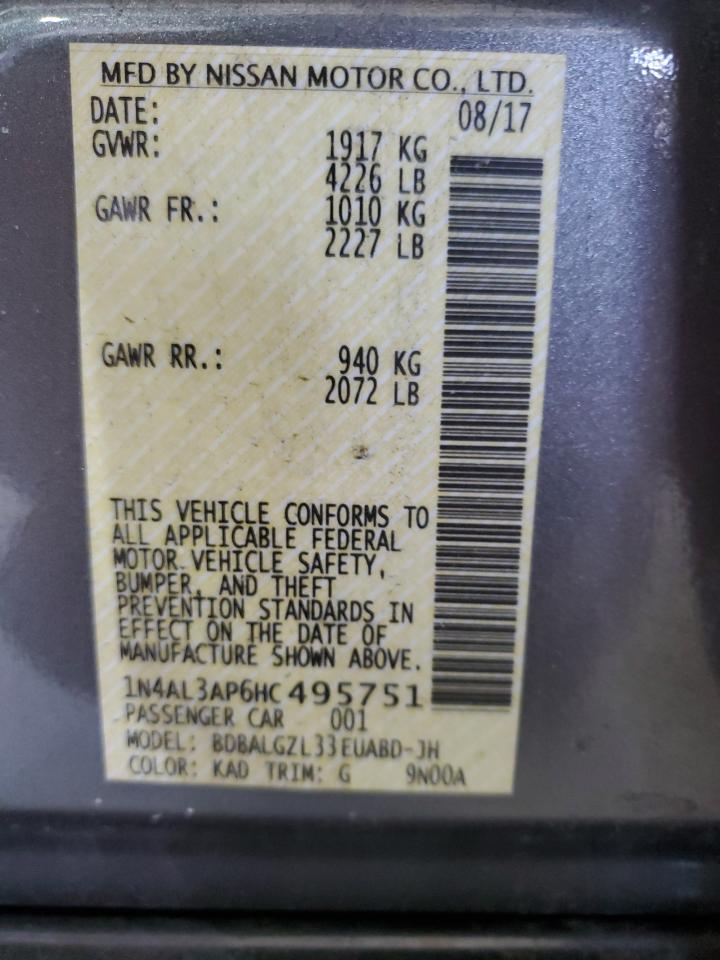 MFD BY NISSAN MOTOR CO., LTD.
DATE: 08/17
GVWR: 1917 KG
4226 LB
GAWR FR.: 1010 KG
2227 LB
GAWR RR.: 940 KG
2072 LB
THIS VEHICLE CONFORMS TO
ALL APPLICABLE FEDERAL
MOTOR VEHICLE SAFETY,
BUMPER, AND THEFT
PREVENTION STANDARDS IN
EFFECT ON THE DATE OF
MANUFACTURE SHOWN ABOVE.
1N4AL3AP6HC495751
PASSENGER CAR 001
MODEL: BDBALGZL33EUABD-JH
COLOR: KAD TRIM: G 9N00A